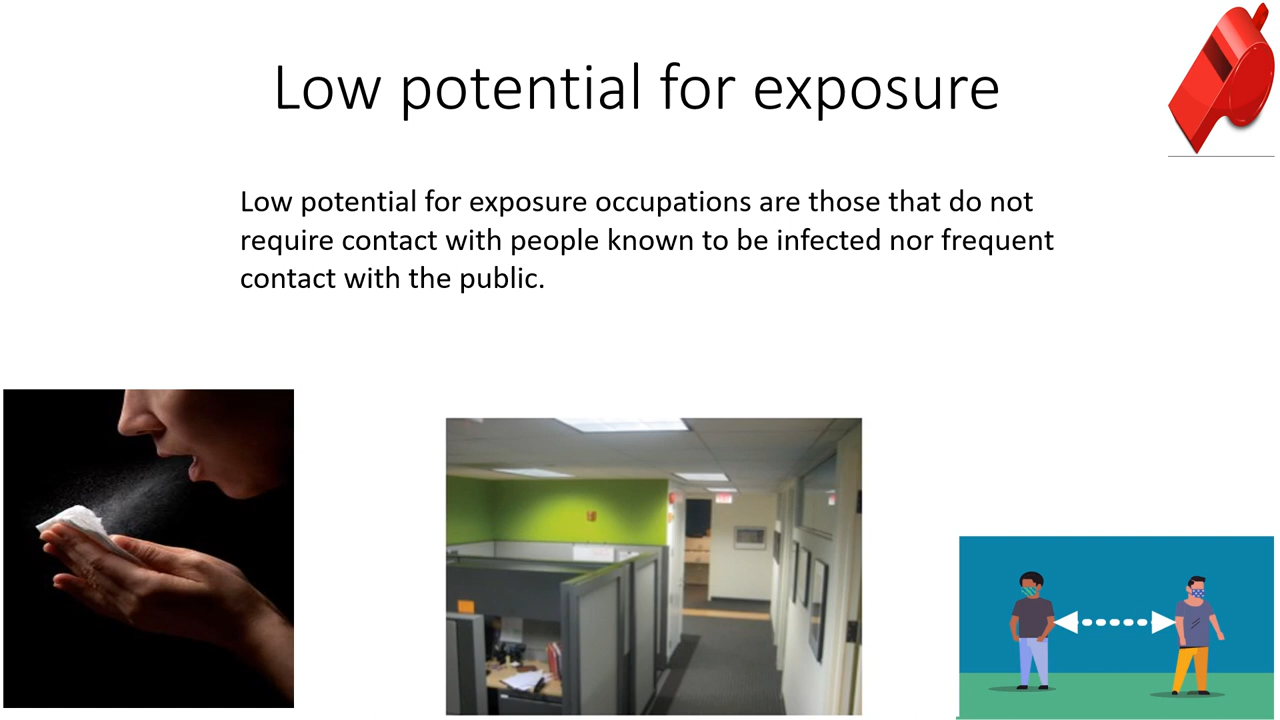 Low potential for exposure
Low potential for exposure occupations are those that do not
require contact with people known to be infected nor frequent
contact with the public.